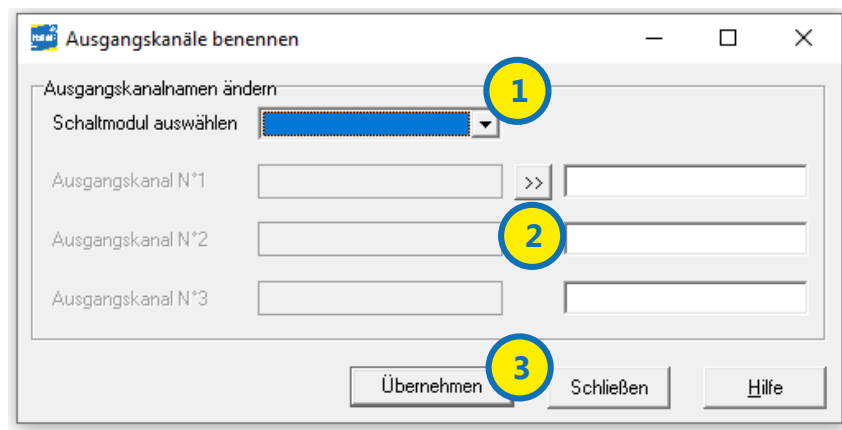 Ausgangskanäle benennen
Ausgangskanalnamen ändern
1
Schaltmodul auswählen
Ausgangskanal N°1 >>
Ausgangskanal N°2
2
Ausgangskanal N°3
3
Übernehmen Schließen Hilfe